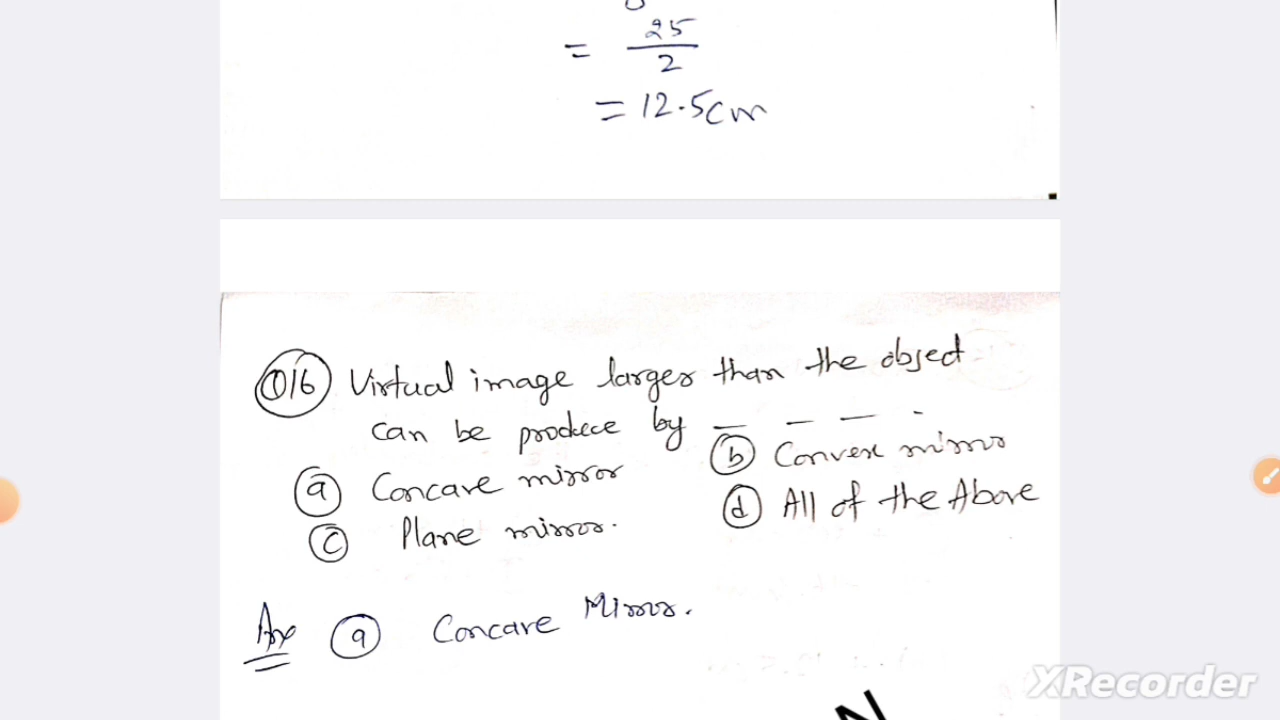 25
= ―
2
= 12.5cm
Q16 Virtual image larger than the object
can be produce by _ _ _ .
(a) Concave mirror (b) Convex mirror
(c) Plane mirror. (d) All of the Above
Ans (a) Concave Mirror.
N
XRecorder